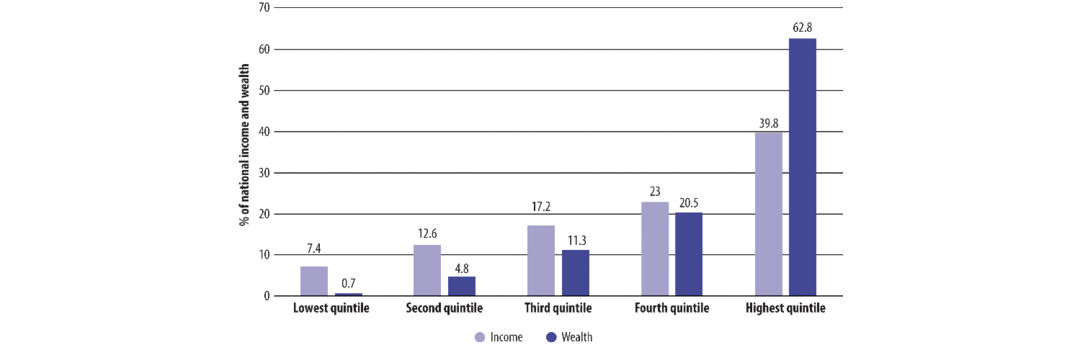 % of national income and wealth
70
60
50
40
30
20
10
0
7.4
0.7
12.6
4.8
17.2
11.3
23
20.5
39.8
62.8
Lowest quintile
Second quintile
Third quintile
Fourth quintile
Highest quintile
Income
Wealth